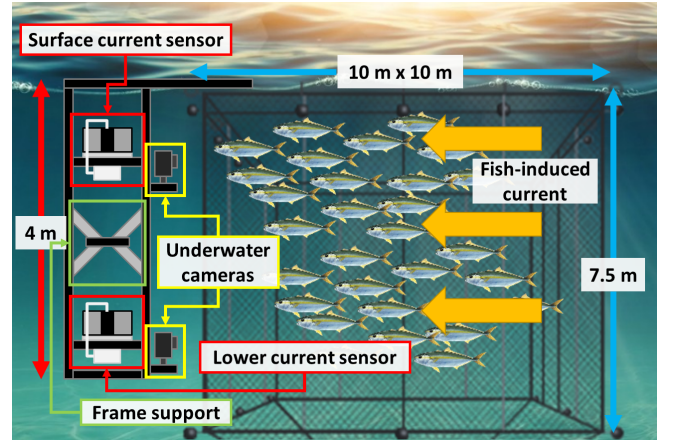 Surface current sensor
10 m x 10 m
Fish-induced
current
4 m
Underwater
cameras
7.5 m
Lower current sensor
Frame support